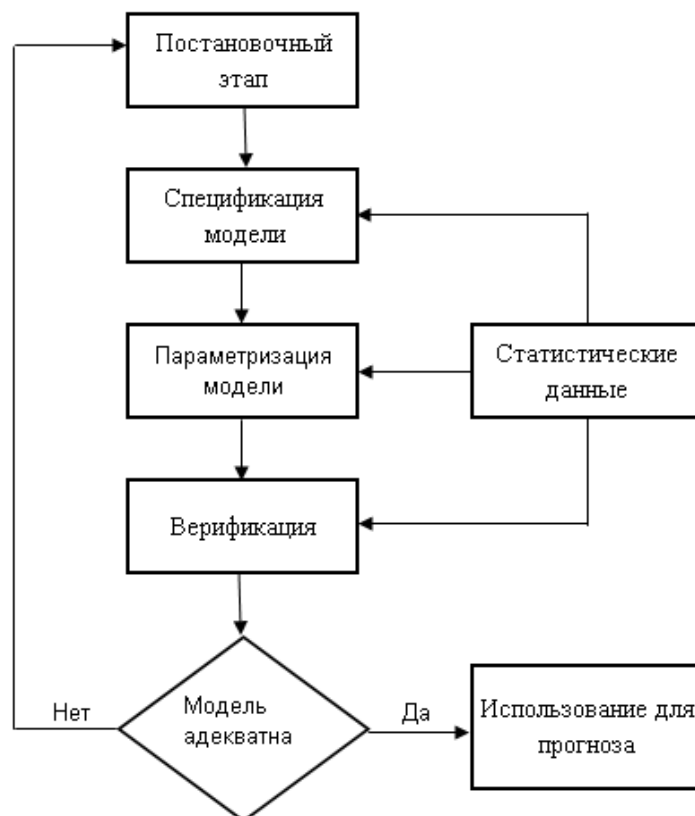 Постановочный
этап
Спецификация
модели
Параметризация
модели
Статистические
данные
Верификация
Нет
Модель
адекватна
Да
Использование для
прогноза